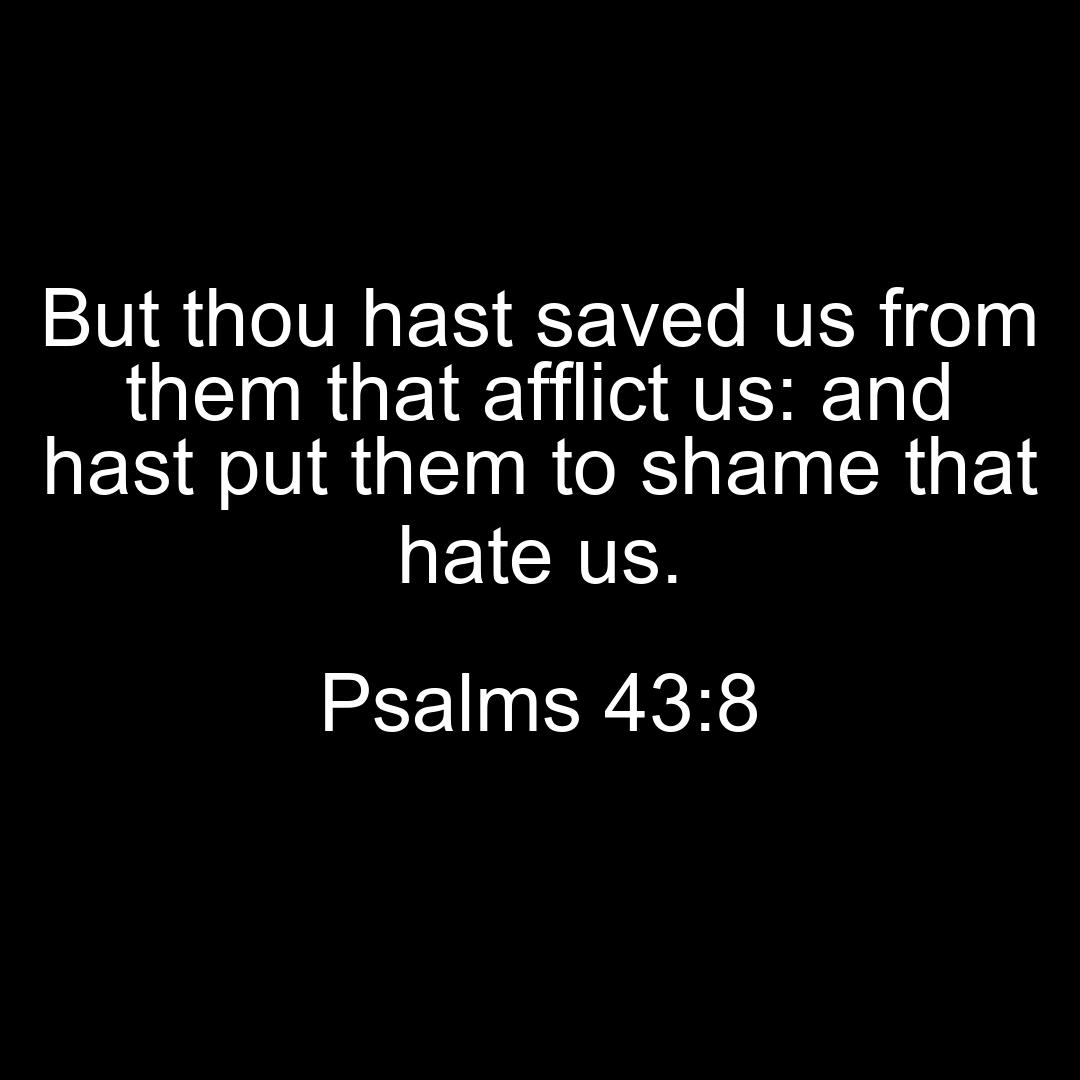 But thou hast saved us from
them that afflict us: and
hast put them to shame that
hate us.
Psalms 43:8